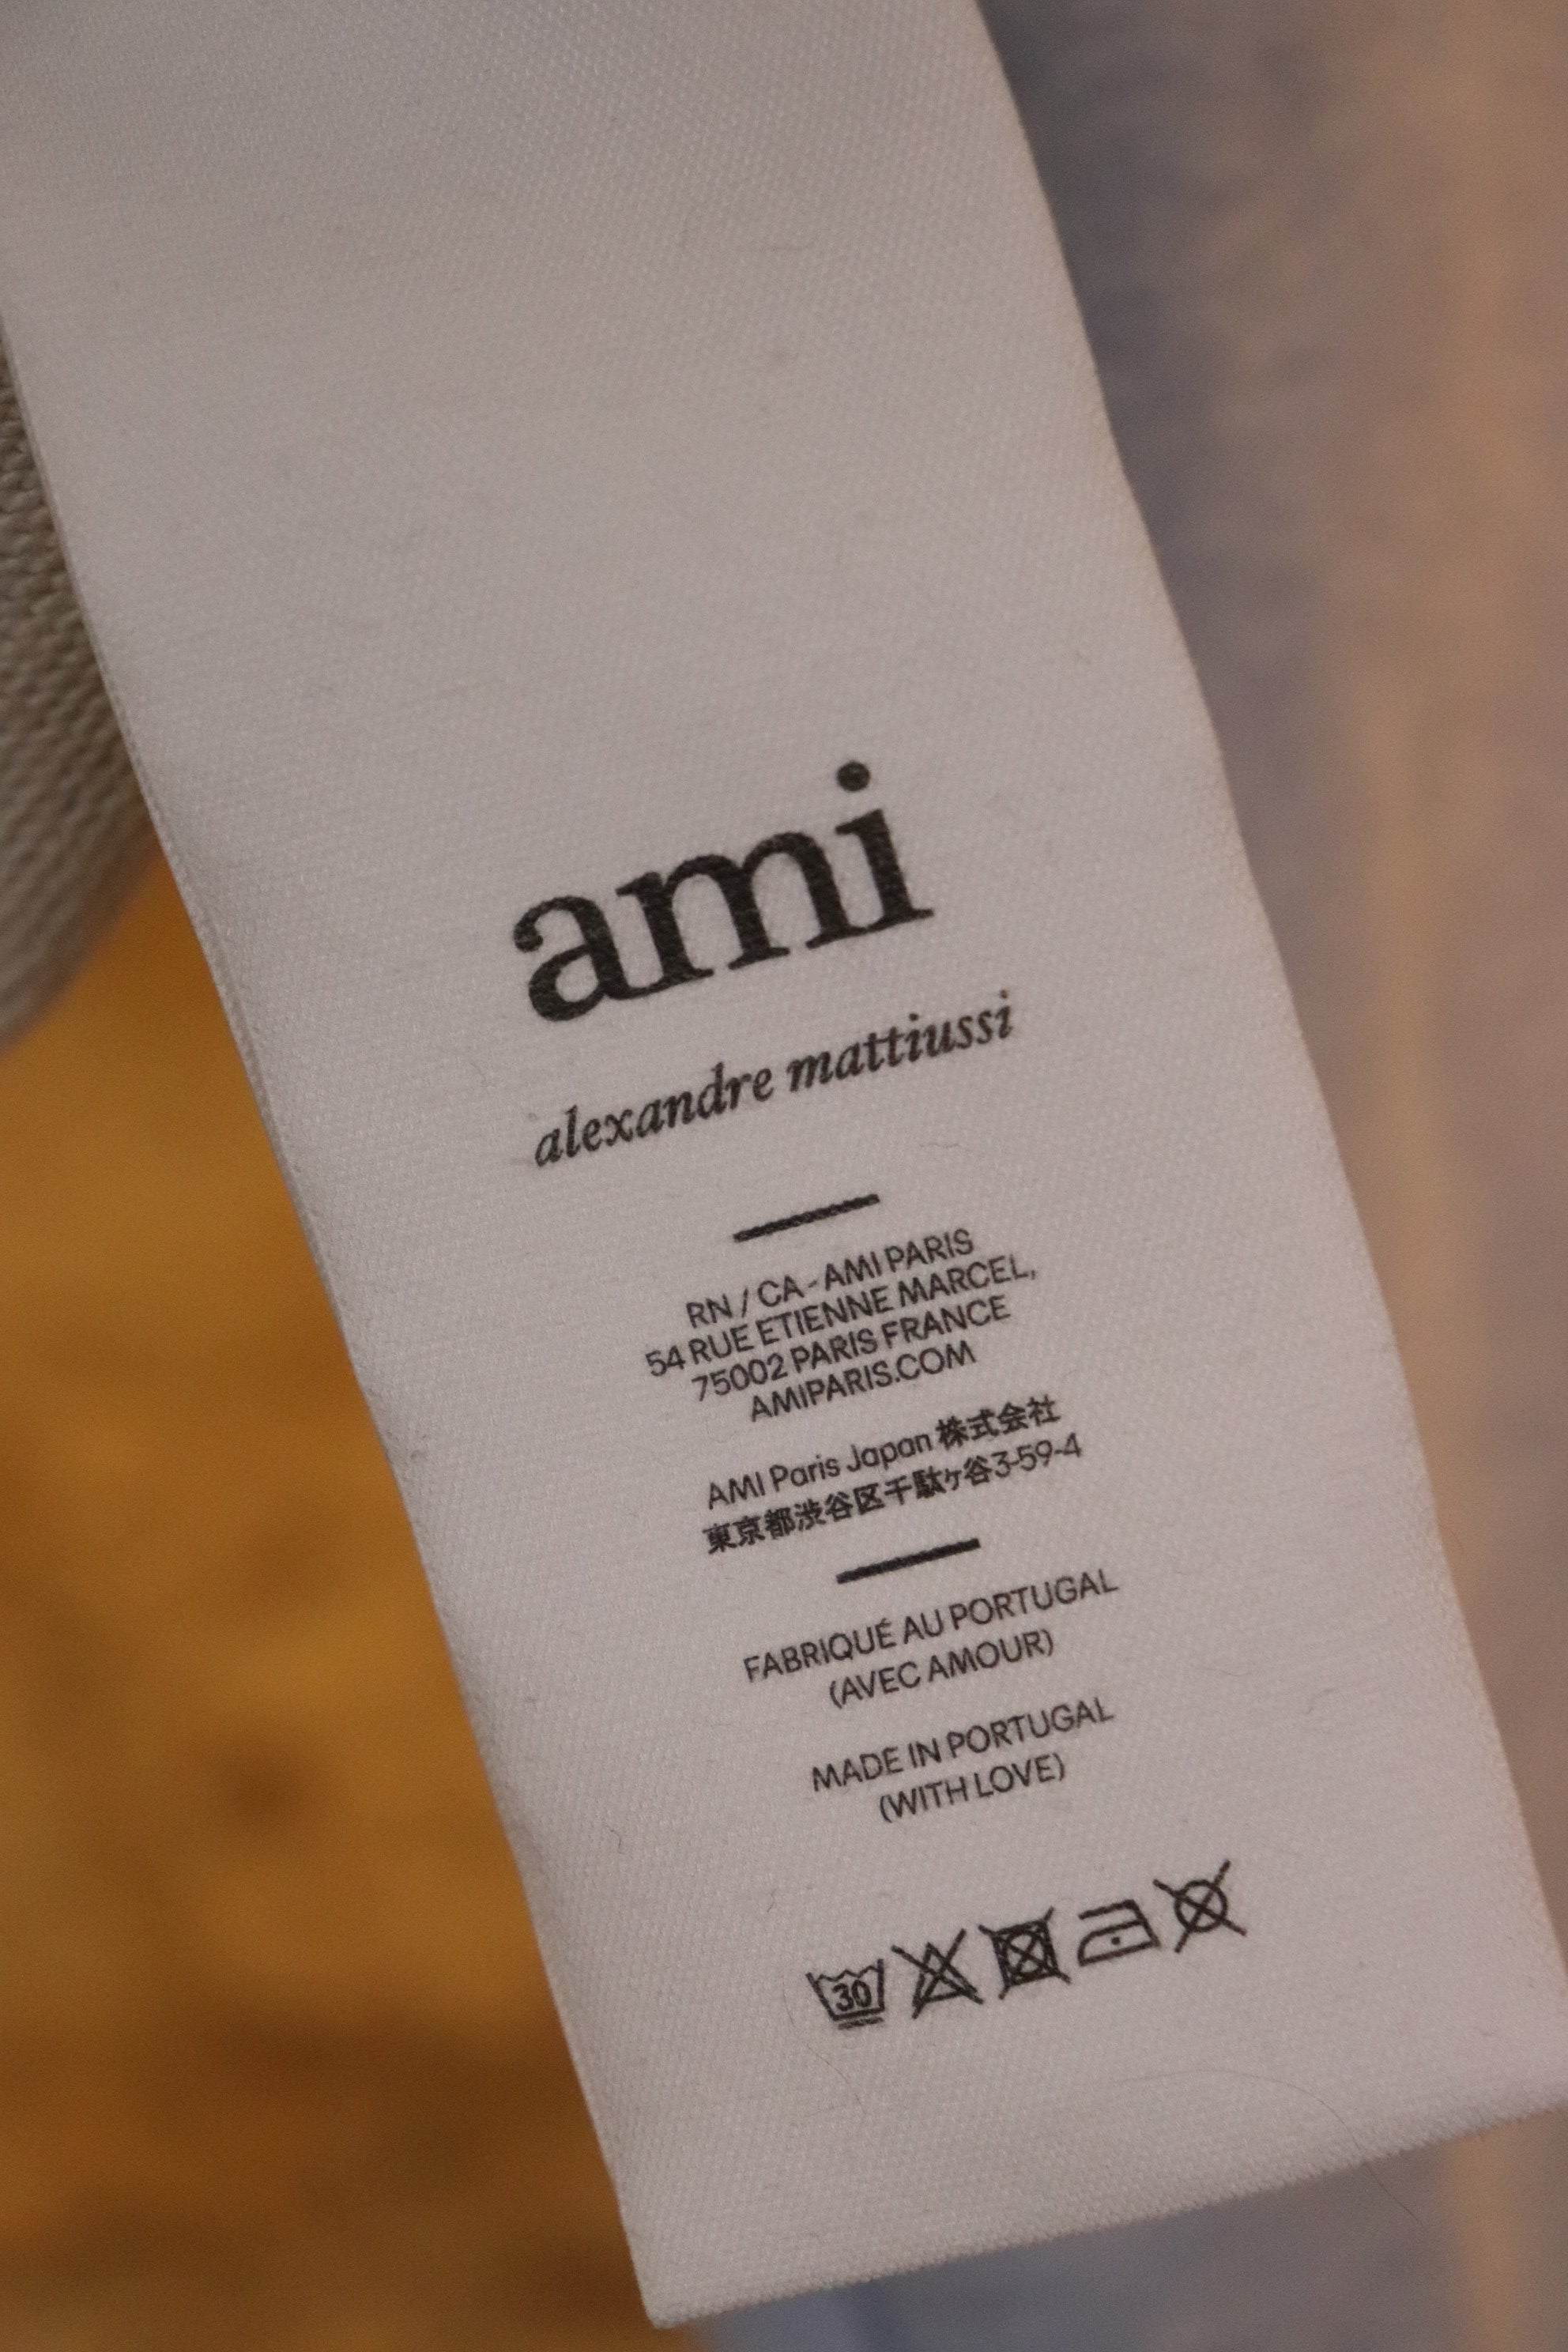 ami
alexandre mattiussi
RN / CA - AMI PARIS
54 RUE ETIENNE MARCEL,
75002 PARIS FRANCE
AMIPARIS.COM
AMI Paris Japan 株式会社
東京都渋谷区千駄ヶ谷3-59-4
FABRIQUÉ AU PORTUGAL
(AVEC AMOUR)
MADE IN PORTUGAL
(WITH LOVE)
30